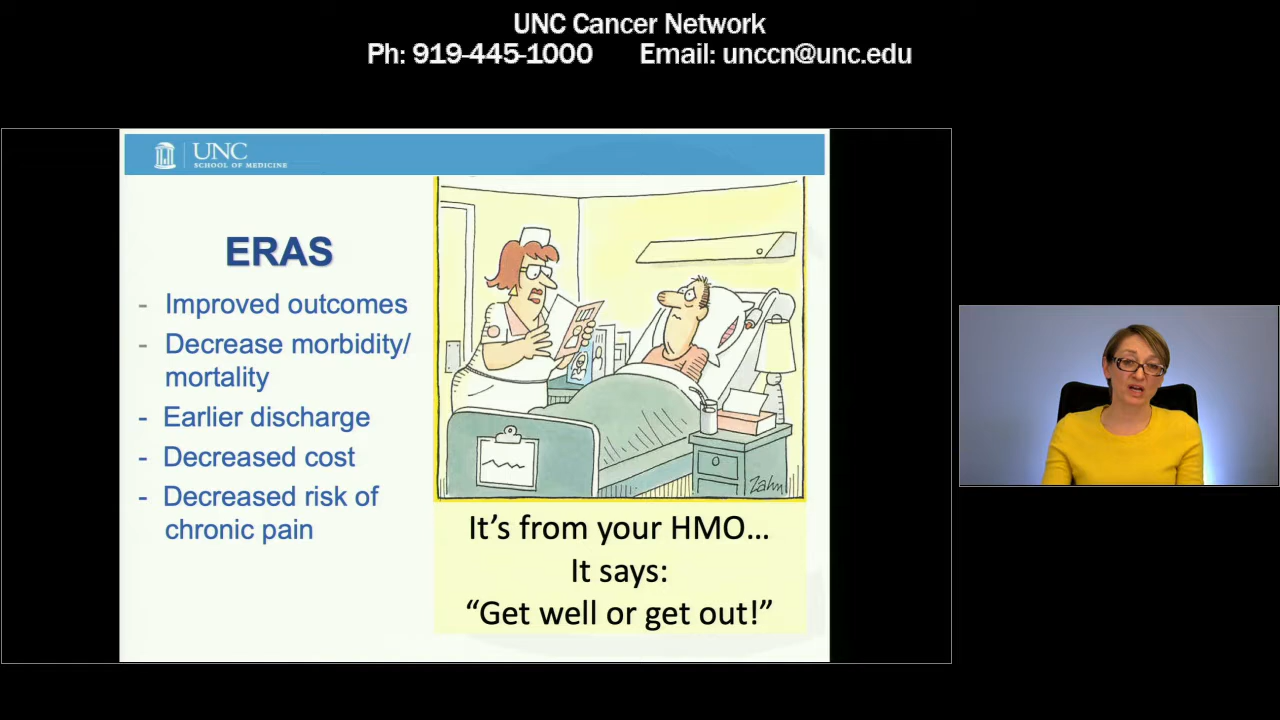 UNC Cancer Network
Ph: 919-445-1000 Email: unccn@unc.edu
UNC
SCHOOL OF MEDICINE
ERAS
- Improved outcomes
- Decrease morbidity/
mortality
- Earlier discharge
- Decreased cost
- Decreased risk of
chronic pain
Zahn
It’s from your HMO…
It says:
“Get well or get out!”